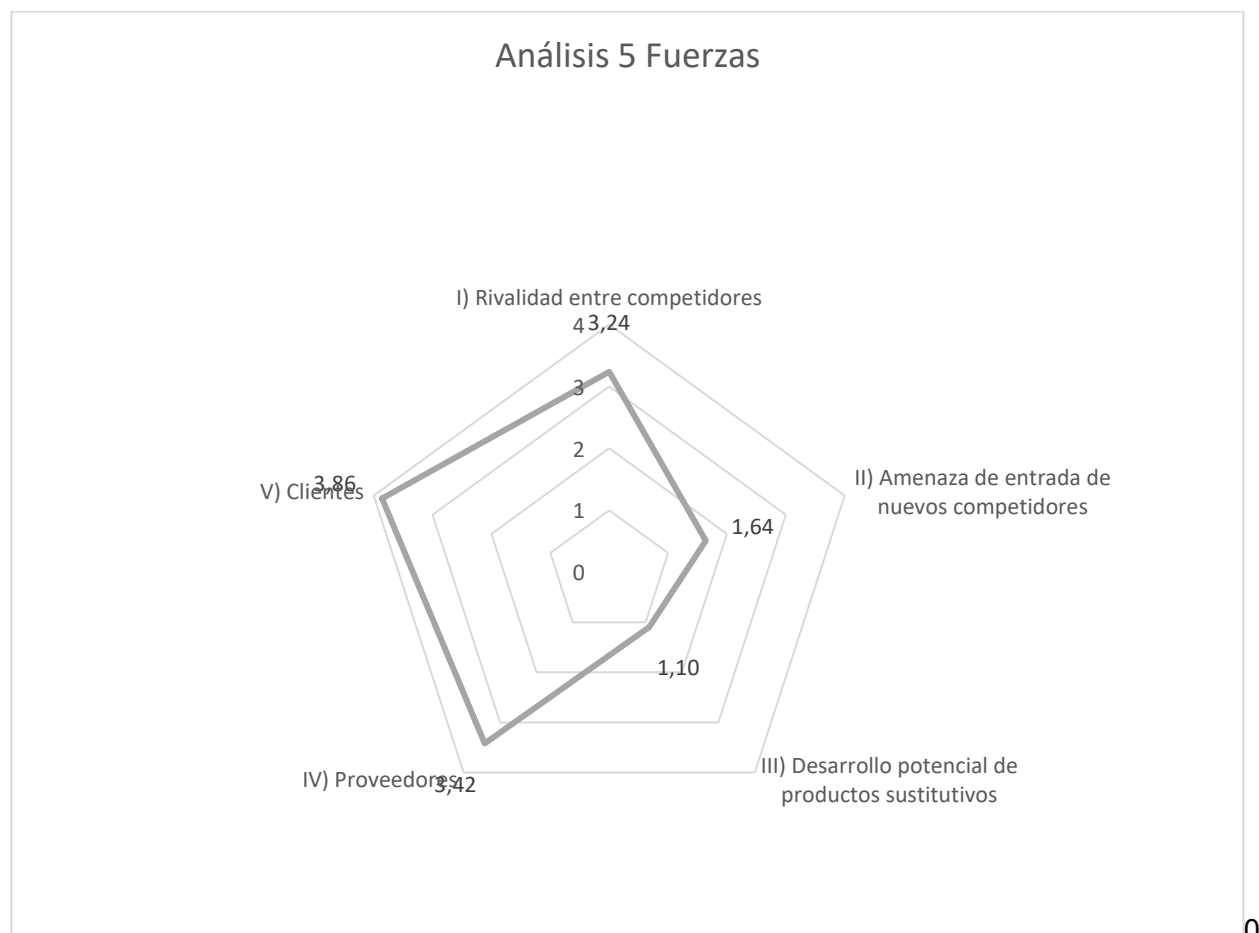 Análisis 5 Fuerzas
I) Rivalidad entre competidores
4
3,24
3
2
1
0
II) Amenaza de entrada de
nuevos competidores
1,64
1,10
III) Desarrollo potencial de
productos sustitutivos
IV) Proveedores
3,42
V) Clientes
3,86
0